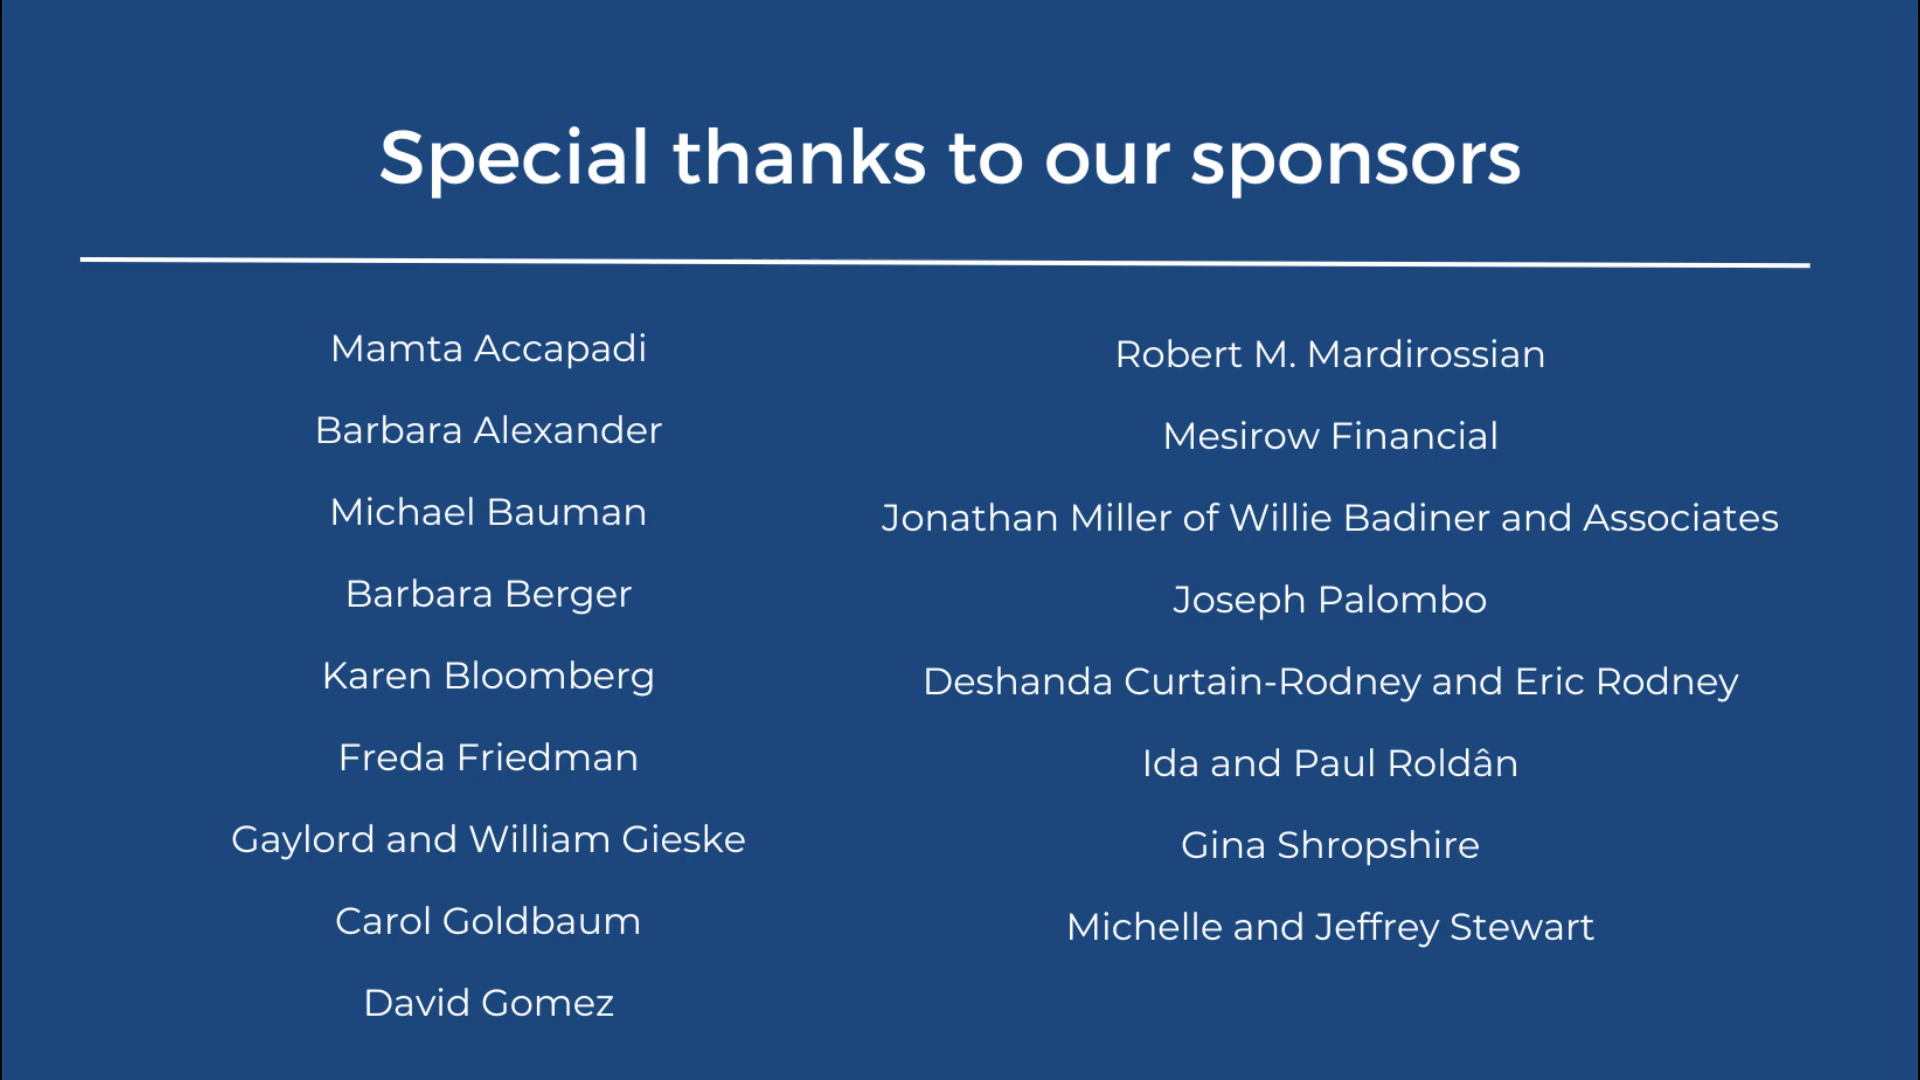 Special thanks to our sponsors
Mamta Accapadi
Barbara Alexander
Michael Bauman
Barbara Berger
Karen Bloomberg
Freda Friedman
Gaylord and William Gieske
Carol Goldbaum
David Gomez
Robert M. Mardirossian
Mesirow Financial
Jonathan Miller of Willie Badiner and Associates
Joseph Palombo
Deshanda Curtain-Rodney and Eric Rodney
Ida and Paul Roldân
Gina Shropshire
Michelle and Jeffrey Stewart